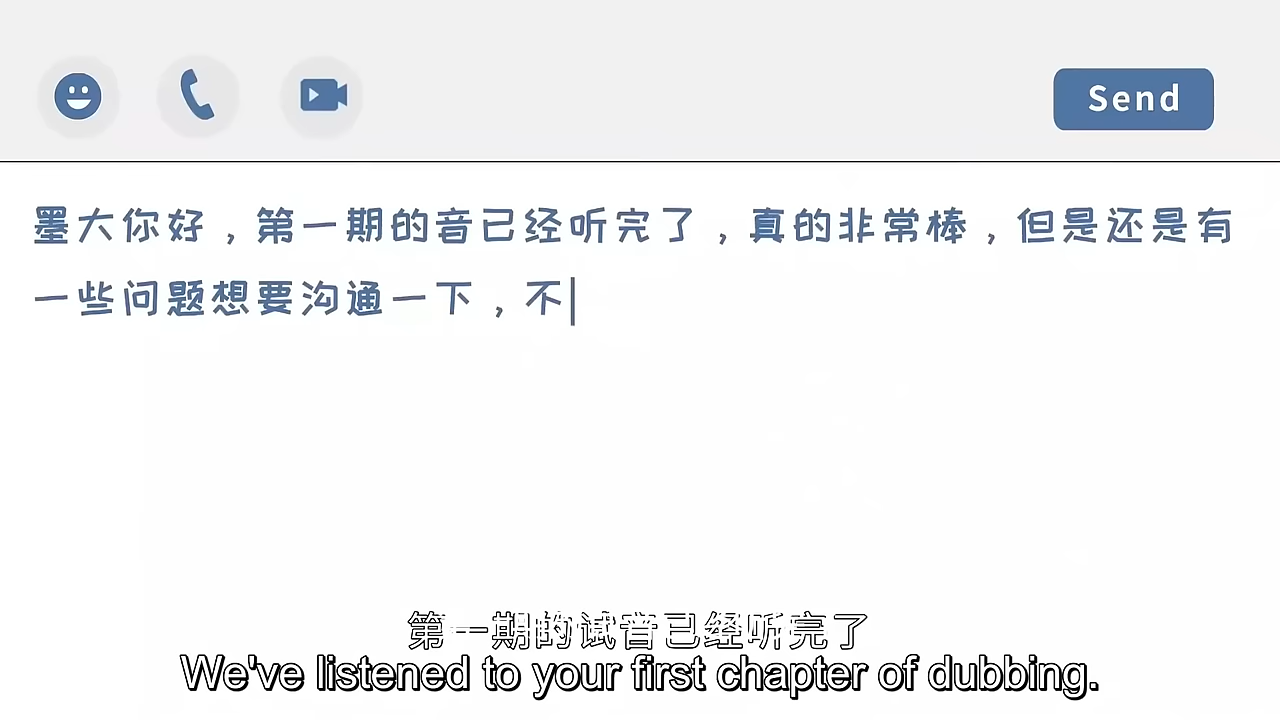 Send
墨大你好，第一期的音已经听完了，真的非常棒，但是还是有
一些问题想要沟通一下，不
第一期的试音已经听完了
We've listened to your first chapter of dubbing.